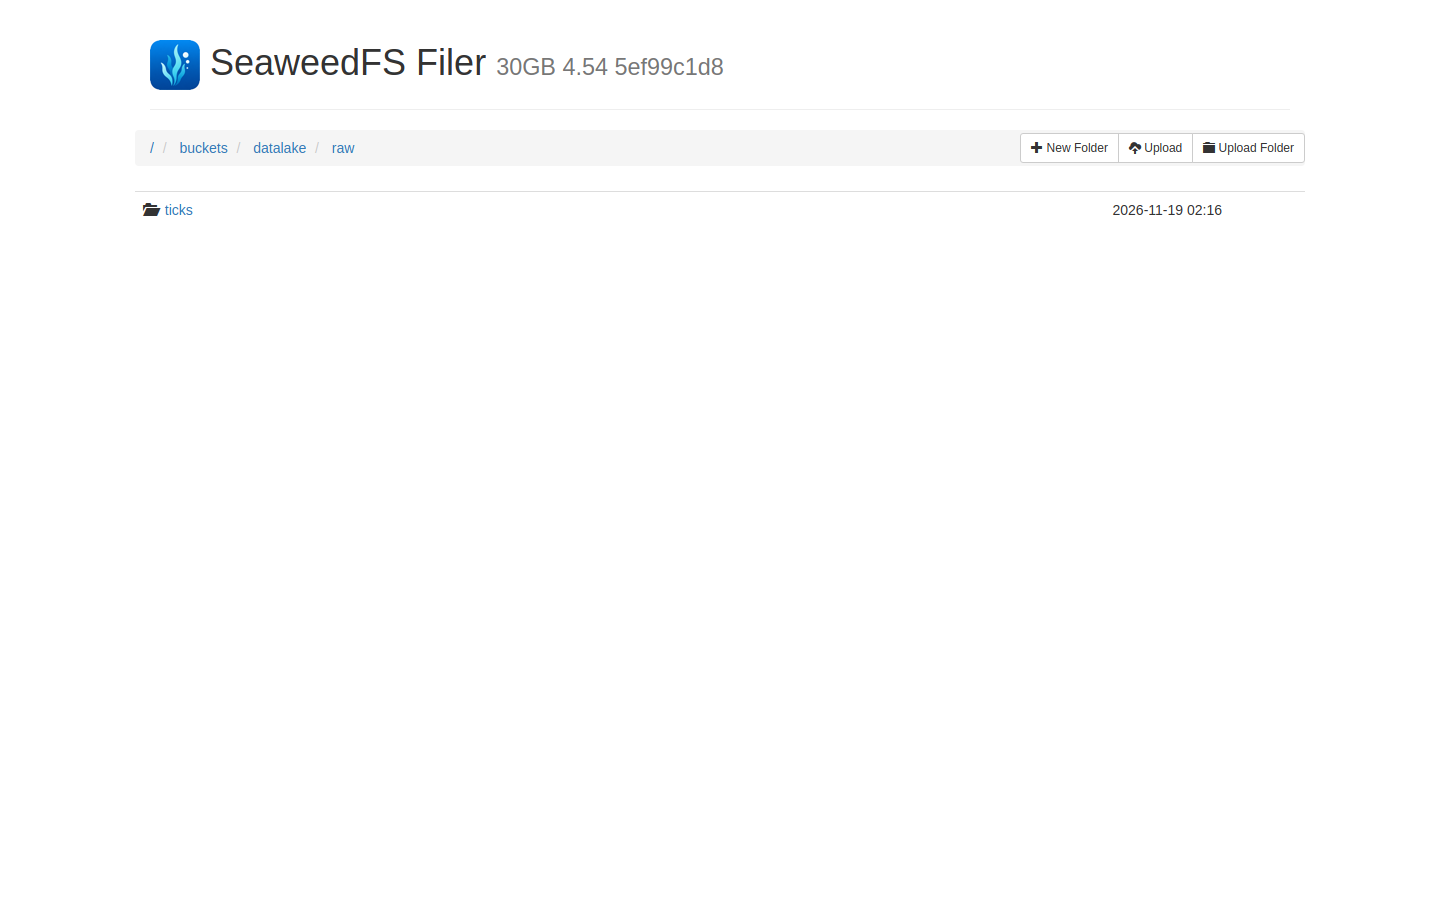 SeaweedFS Filer 30GB 4.54 5ef99c1d8
/ / buckets / datalake / raw New Folder Upload Upload Folder
ticks 2026-11-19 02:16